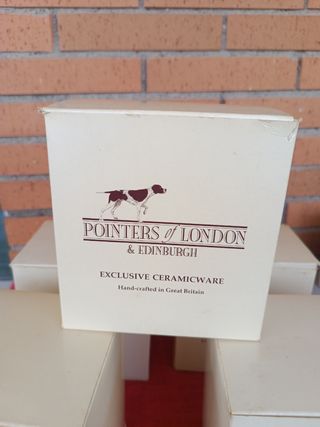 POINTERS of LONDON
& EDINBURGH
EXCLUSIVE CERAMICWARE
Hand-crafted in Great Britain